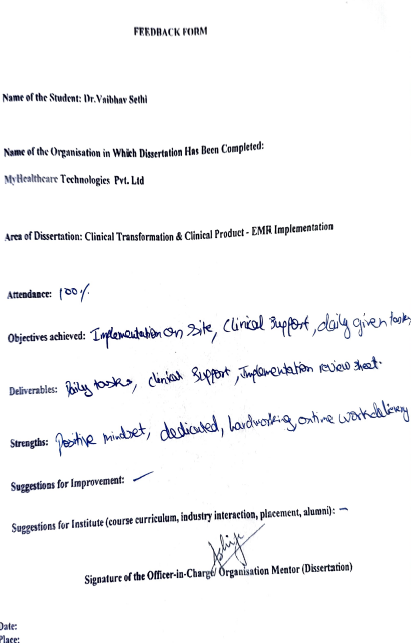 FEEDBACK FORM
Name of the Student: Dr.Vaibhav Sethi
Name of the Organisation in Which Dissertation Has Been Completed:
MyHealthcare Technologies Pvt. Ltd
Area of Dissertation: Clinical Transformation & Clinical Product - EMR Implementation
Attendance: 100%
Objectives achieved: Implementation on site, Clinical Support, daily given tasks
Deliverables: Daily tasks, clinical Support, Implementation review sheet.
Strengths: Positive mindset, dedicated, hardworking, ontime workdelivery
Suggestions for Improvement: —
Suggestions for Institute (course curriculum, industry interaction, placement, alumni): –
Signature of the Officer-in-Charge/ Organisation Mentor (Dissertation)
Date:
Place: